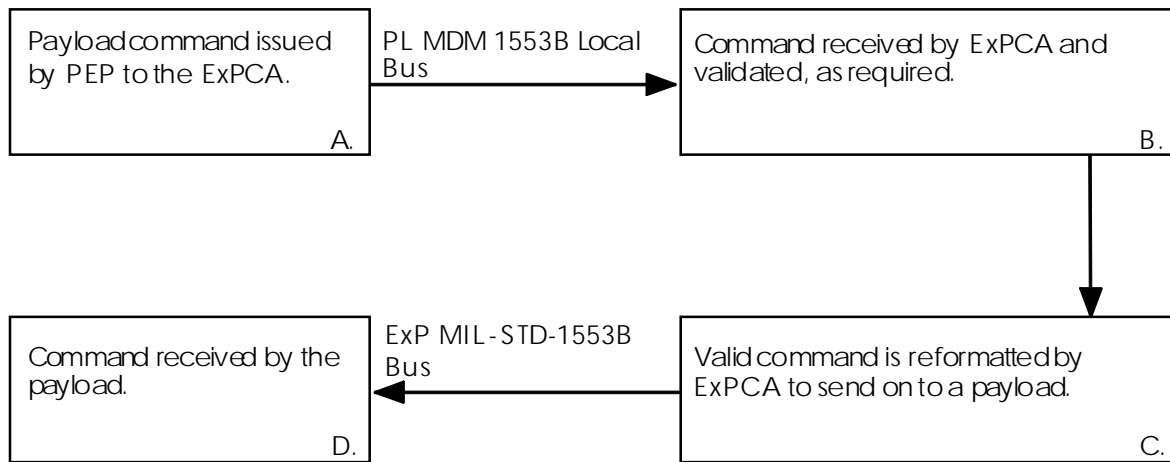 Payload command issued
by PEP to the ExPCA.
A.
PL MDM 1553B Local
Bus
Command received by ExPCA and
validated, as required.
B.
Command received by the
payload.
D.
ExP MIL-STD-1553B
Bus
Valid command is reformatted by
ExPCA to send on to a payload.
C.